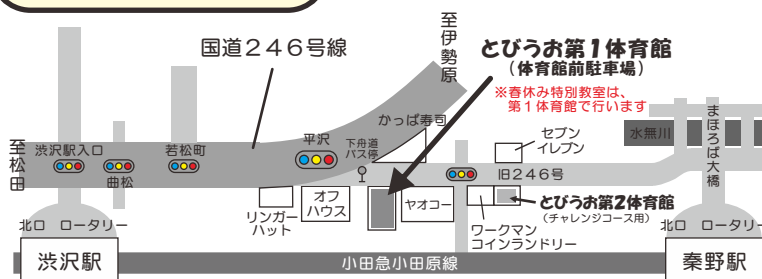 国道246号線
至伊勢原
とびうお第1体育館
(体育館前駐車場)
※春休み特別教室は、
第1体育館で行います
かっぱ寿司
セブン
イレブン
水無川
まほろば大橋
至松田
渋沢駅入口
曲松
若松町
平沢
下舟道
バス停
旧246号
リンガー
ハット
オフ
ハウス
ヤオコー
ワークマン
コインランドリー
とびうお第2体育館
(チャレンジコース用)
北口 ロータリー
渋沢駅
小田急小田原線
北口 ロータリー
秦野駅